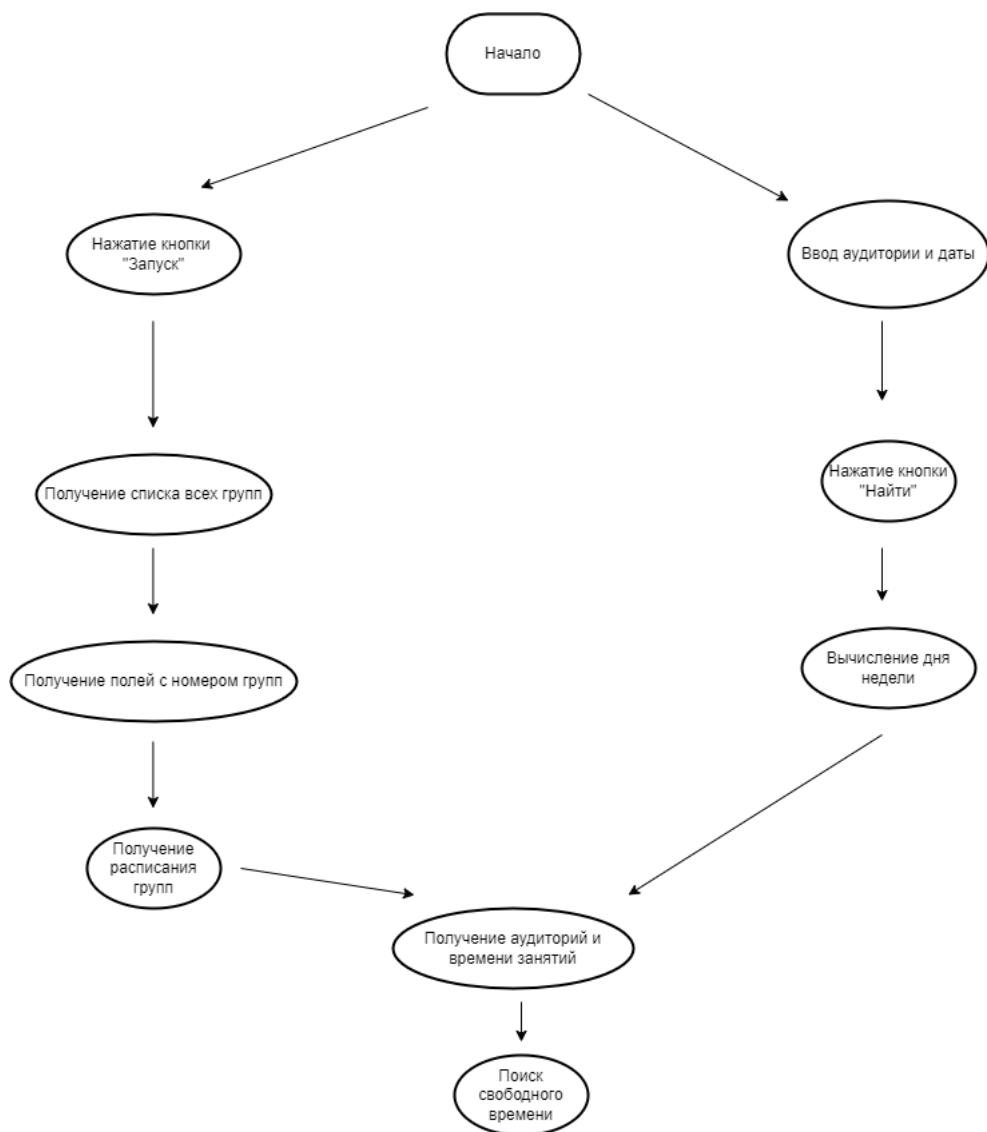 Начало
Нажатие кнопки
"Запуск"
Ввод аудитории и даты
Получение списка всех групп
Нажатие кнопки
"Найти"
Получение полей с номером групп
Вычисление дня
недели
Получение
расписания
групп
Получение аудиторий и
времени занятий
Поиск
свободного
времени